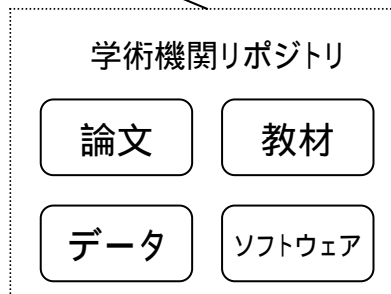 学術機関リポジトリ
論文
教材
データ
ソフトウェア